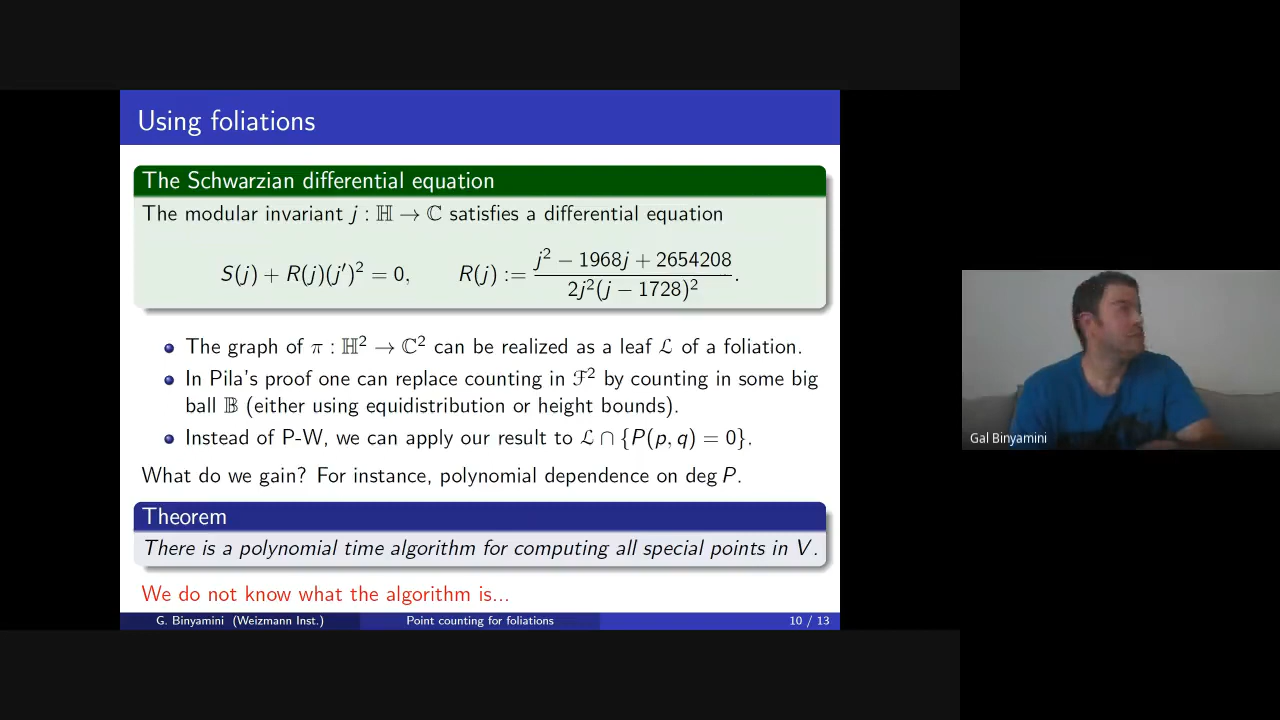 Using foliations
The Schwarzian differential equation
The modular invariant j : ℍ → ℂ satisfies a differential equation
S(j) + R(j)(j′)² = 0, R(j) := (j² − 1968j + 2654208) / (2j²(j − 1728)²).
The graph of π : ℍ² → ℂ² can be realized as a leaf ℒ of a foliation.
In Pila's proof one can replace counting in ℱ² by counting in some big
ball 𝔹 (either using equidistribution or height bounds).
Instead of P-W, we can apply our result to ℒ ∩ {P(p, q) = 0}.
What do we gain? For instance, polynomial dependence on deg P.
Theorem
There is a polynomial time algorithm for computing all special points in V.
We do not know what the algorithm is...
G. Binyamini (Weizmann Inst.) Point counting for foliations 10 / 13
Gal Binyamini